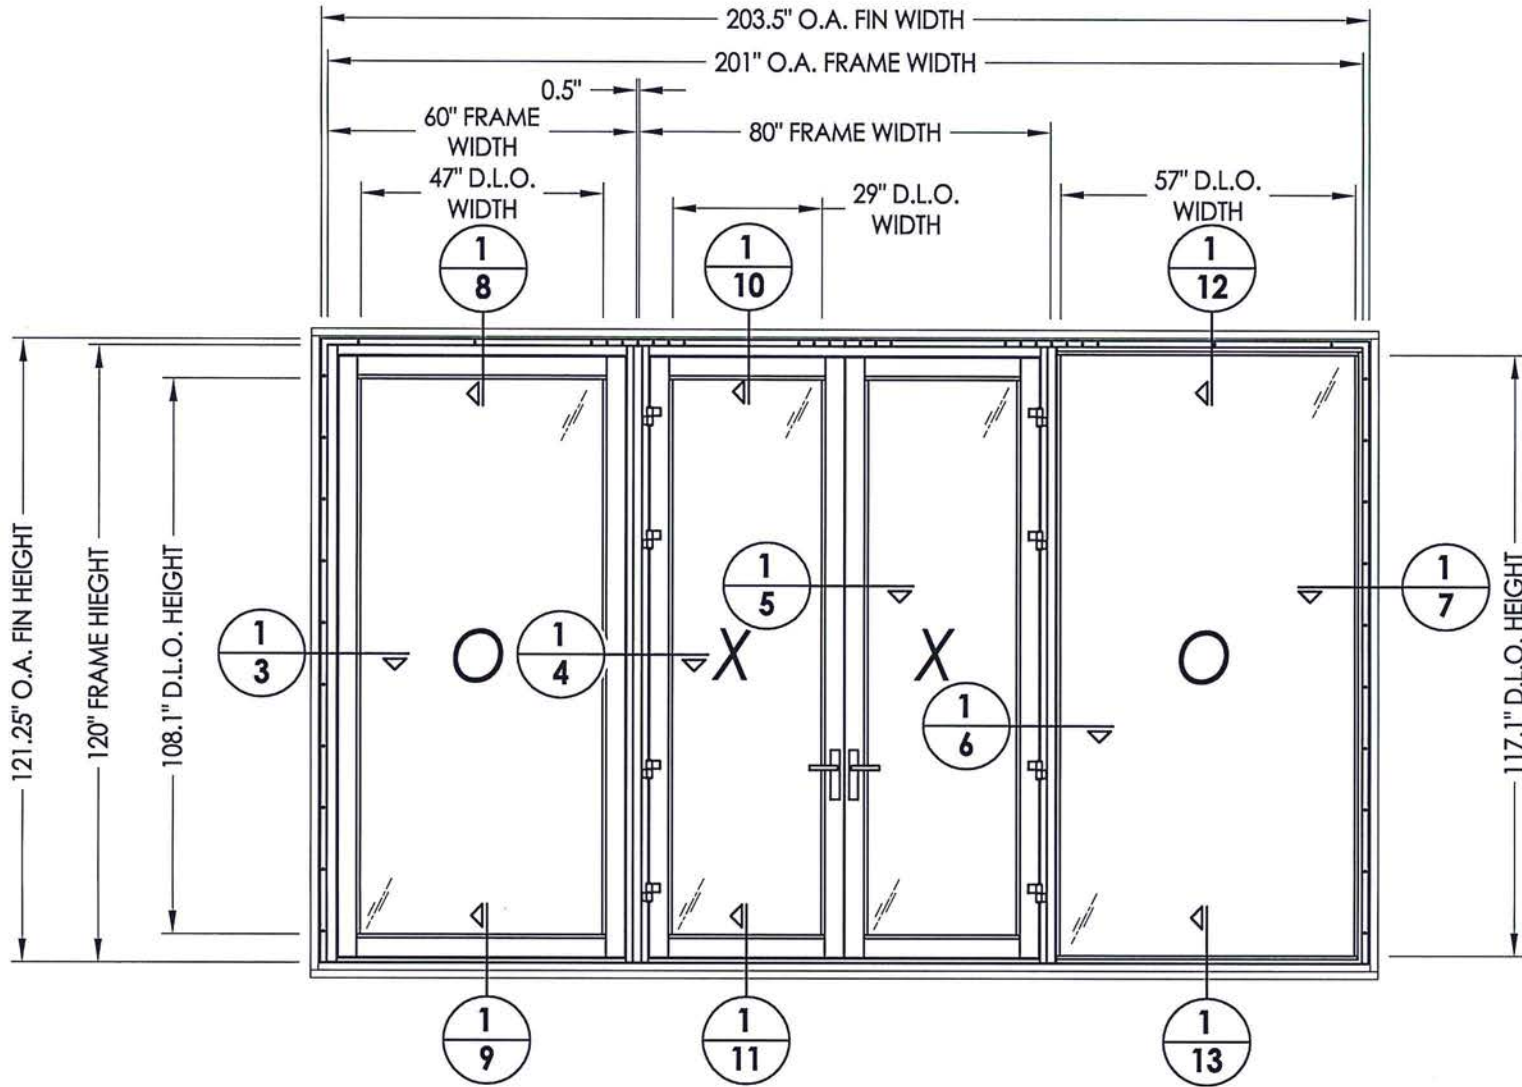 203.5" O.A. FIN WIDTH
201" O.A. FRAME WIDTH
0.5"
60" FRAME
WIDTH
80" FRAME WIDTH
47" D.L.O.
WIDTH
29" D.L.O.
WIDTH
57" D.L.O.
WIDTH
1
8
1
10
1
12
121.25" O.A. FIN HEIGHT
120" FRAME HIEGHT
108.1" D.L.O. HEIGHT
117.1" D.L.O. HEIGHT
1
5
1
7
1
3
O
1
4
X
X
O
1
6
1
9
1
11
1
13